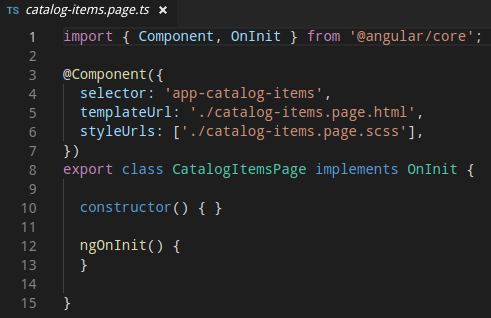 TS catalog-items.page.ts ×
1 import { Component, OnInit } from '@angular/core';
2
3 @Component({
4   selector: 'app-catalog-items',
5   templateUrl: './catalog-items.page.html',
6   styleUrls: ['./catalog-items.page.scss'],
7 })
8 export class CatalogItemsPage implements OnInit {
9
10   constructor() { }
11
12   ngOnInit() {
13   }
14
15 }